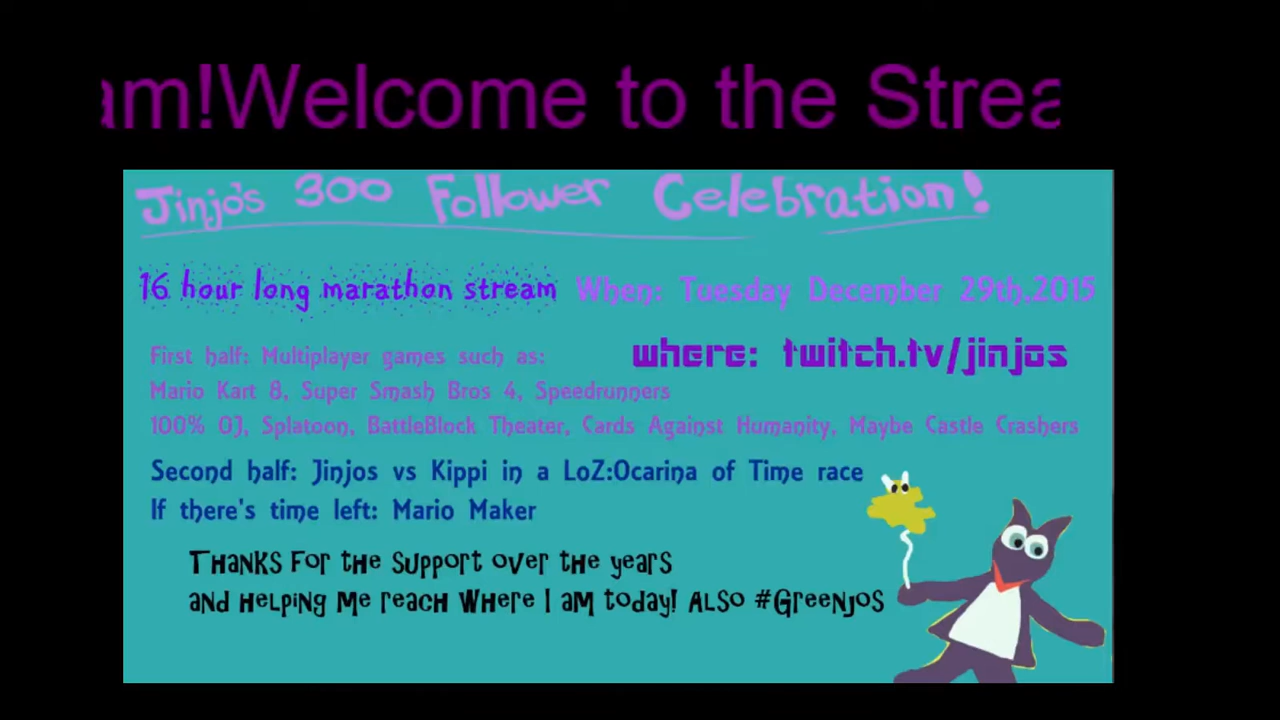 am!Welcome to the Strea
Jinjo's 300 Follower Celebration!
16 hour long marathon stream When: Tuesday December 29th,2015
First half: Multiplayer games such as: where: twitch.tv/jinjos
Mario Kart 8, Super Smash Bros 4, Speedrunners
100% OJ, Splatoon, BattleBlock Theater, Cards Against Humanity, Maybe Castle Crashers
Second half: Jinjos vs Kippi in a LoZ:Ocarina of Time race
If there's time left: Mario Maker
Thanks for the support over the years
and helping me reach where I am today! Also #Greenjos